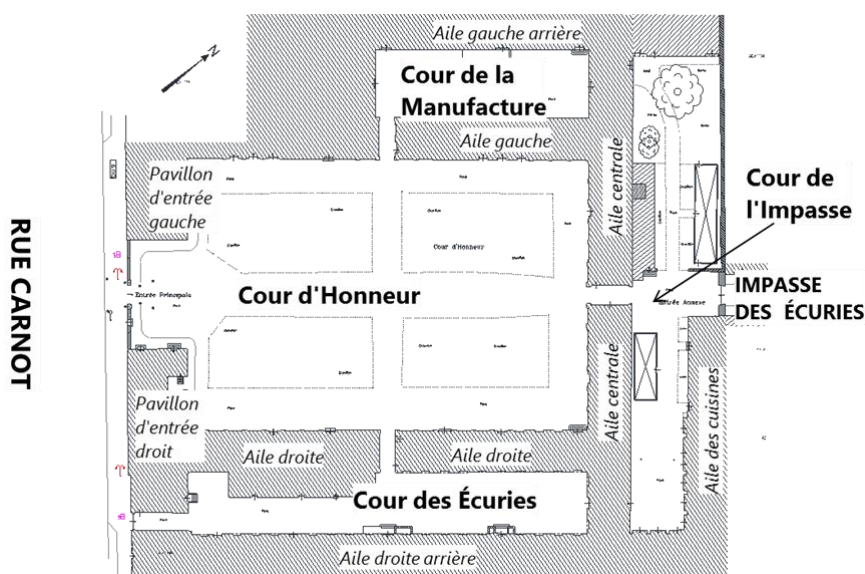 Aile gauche arrière
N
Cour de la
Manufacture
Aile gauche
Pavillon
d'entrée
gauche
Aile centrale
Cour de
l'Impasse
Cour d'Honneur
RUE CARNOT
Entrée Principale
Cour d'Honneur
IMPASSE
DES ÉCURIES
Entrée Annexe
Pavillon
d'entrée
droit
Aile droite
Aile droite
Aile centrale
Aile des cuisines
Cour des Écuries
Aile droite arrière